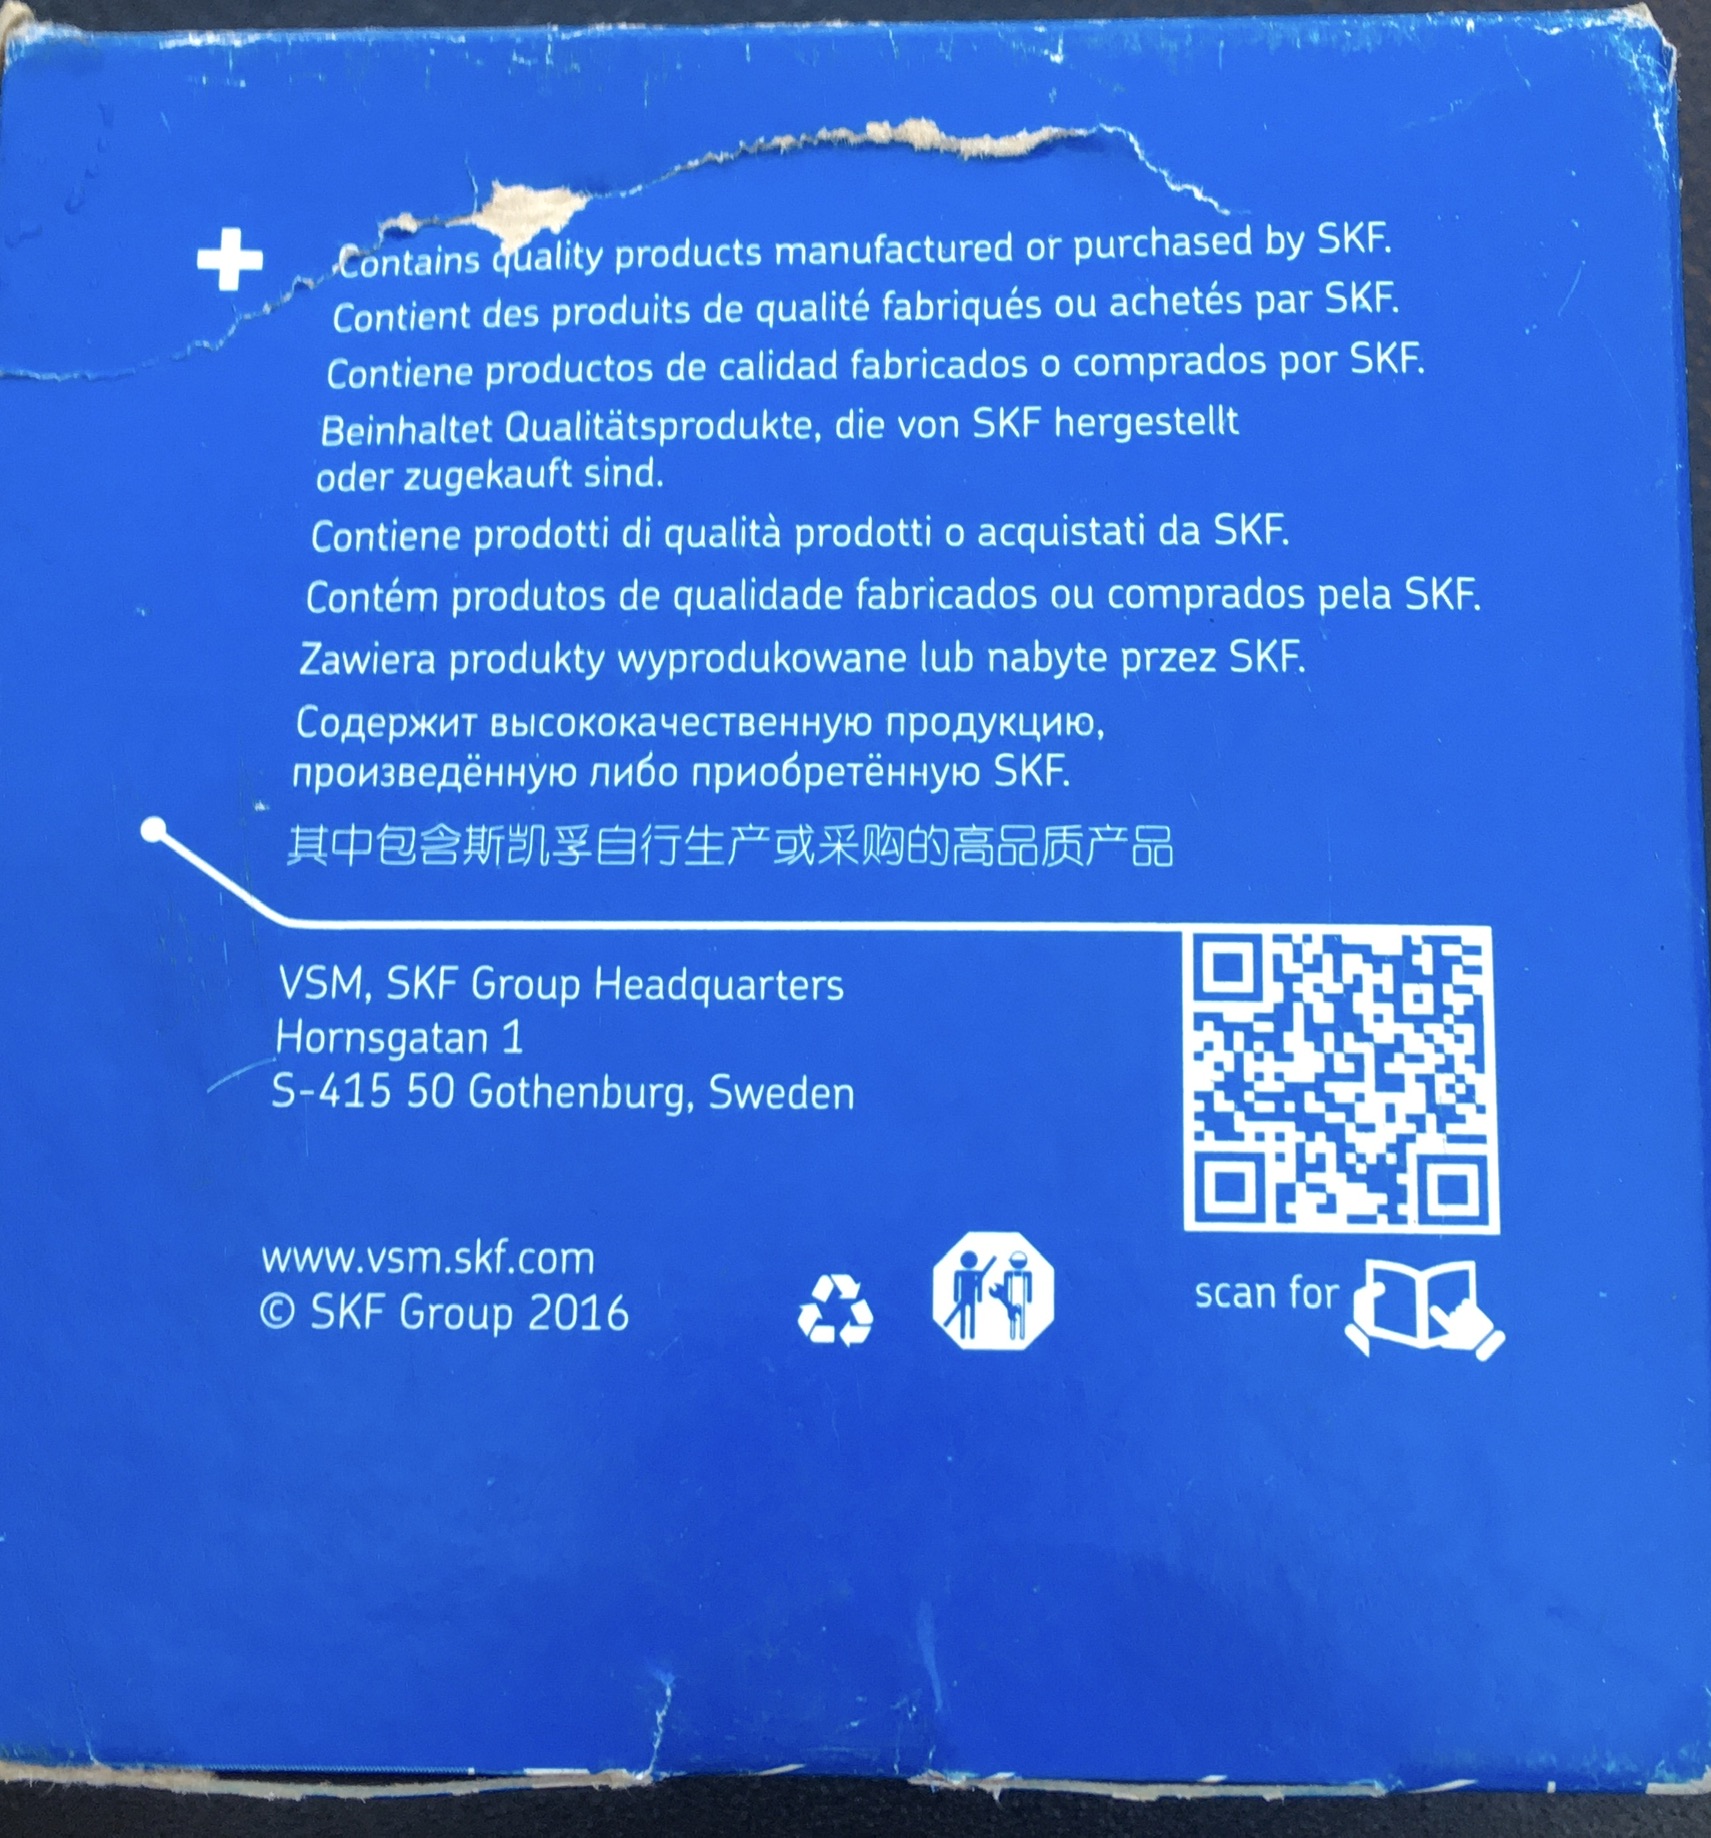 Contains quality products manufactured or purchased by SKF.
Contient des produits de qualité fabriqués ou achetés par SKF.
Contiene productos de calidad fabricados o comprados por SKF.
Beinhaltet Qualitätsprodukte, die von SKF hergestellt
oder zugekauft sind.
Contiene prodotti di qualità prodotti o acquistati da SKF.
Contém produtos de qualidade fabricados ou comprados pela SKF.
Zawiera produkty wyprodukowane lub nabyte przez SKF.
Содержит высококачественную продукцию,
произведённую либо приобретённую SKF.
其中包含斯凯孚自行生产或采购的高品质产品
VSM, SKF Group Headquarters
Hornsgatan 1
S-415 50 Gothenburg, Sweden
www.vsm.skf.com
© SKF Group 2016
scan for